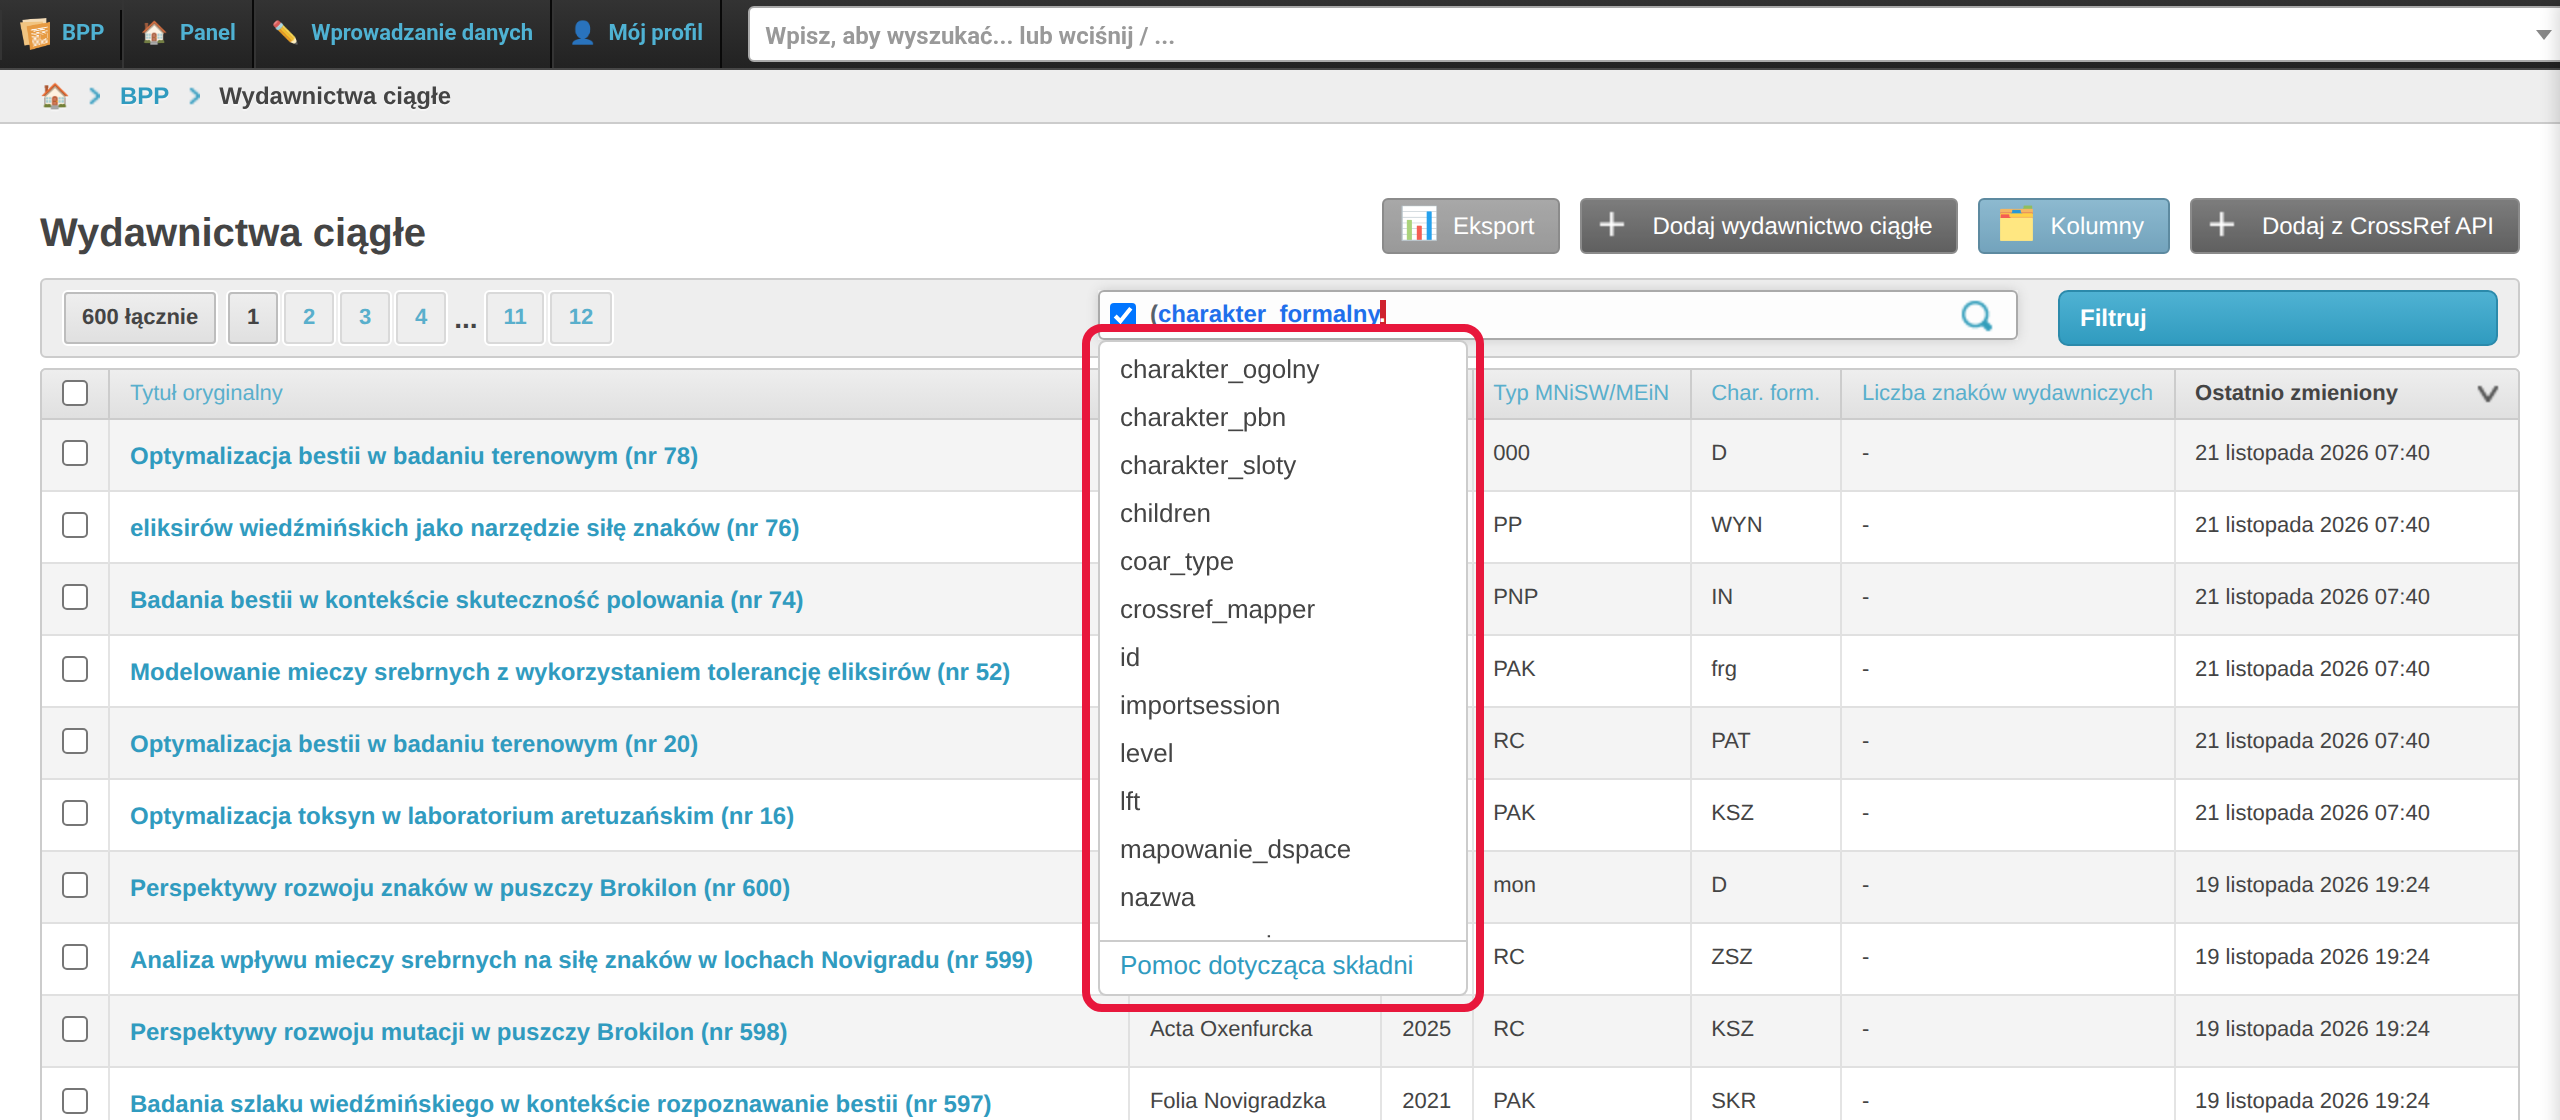 BPP Panel Wprowadzanie danych Mój profil Wpisz, aby wyszukać... lub wciśnij / ...
BPP Wydawnictwa ciągłe
Wydawnictwa ciągłe
Eksport Dodaj wydawnictwo ciągłe Kolumny Dodaj z CrossRef API
600 łącznie 1 2 3 4 ... 11 12
(charakter_formalny.
Filtruj
charakter_ogolny
charakter_pbn
charakter_sloty
children
coar_type
crossref_mapper
id
importsession
level
lft
mapowanie_dspace
nazwa
Pomoc dotycząca składni
Tytuł oryginalny Typ MNiSW/MEiN Char. form. Liczba znaków wydawniczych Ostatnio zmieniony
Optymalizacja bestii w badaniu terenowym (nr 78) 000 D - 21 listopada 2026 07:40
eliksirów wiedźmińskich jako narzędzie siłę znaków (nr 76) PP WYN - 21 listopada 2026 07:40
Badania bestii w kontekście skuteczność polowania (nr 74) PNP IN - 21 listopada 2026 07:40
Modelowanie mieczy srebrnych z wykorzystaniem tolerancję eliksirów (nr 52) PAK frg - 21 listopada 2026 07:40
Optymalizacja bestii w badaniu terenowym (nr 20) RC PAT - 21 listopada 2026 07:40
Optymalizacja toksyn w laboratorium aretuzańskim (nr 16) PAK KSZ - 21 listopada 2026 07:40
Perspektywy rozwoju znaków w puszczy Brokilon (nr 600) mon D - 19 listopada 2026 19:24
Analiza wpływu mieczy srebrnych na siłę znaków w lochach Novigradu (nr 599) RC ZSZ - 19 listopada 2026 19:24
Perspektywy rozwoju mutacji w puszczy Brokilon (nr 598) Acta Oxenfurcka 2025 RC KSZ - 19 listopada 2026 19:24
Badania szlaku wiedźmińskiego w kontekście rozpoznawanie bestii (nr 597) Folia Novigradzka 2021 PAK SKR - 19 listopada 2026 19:24